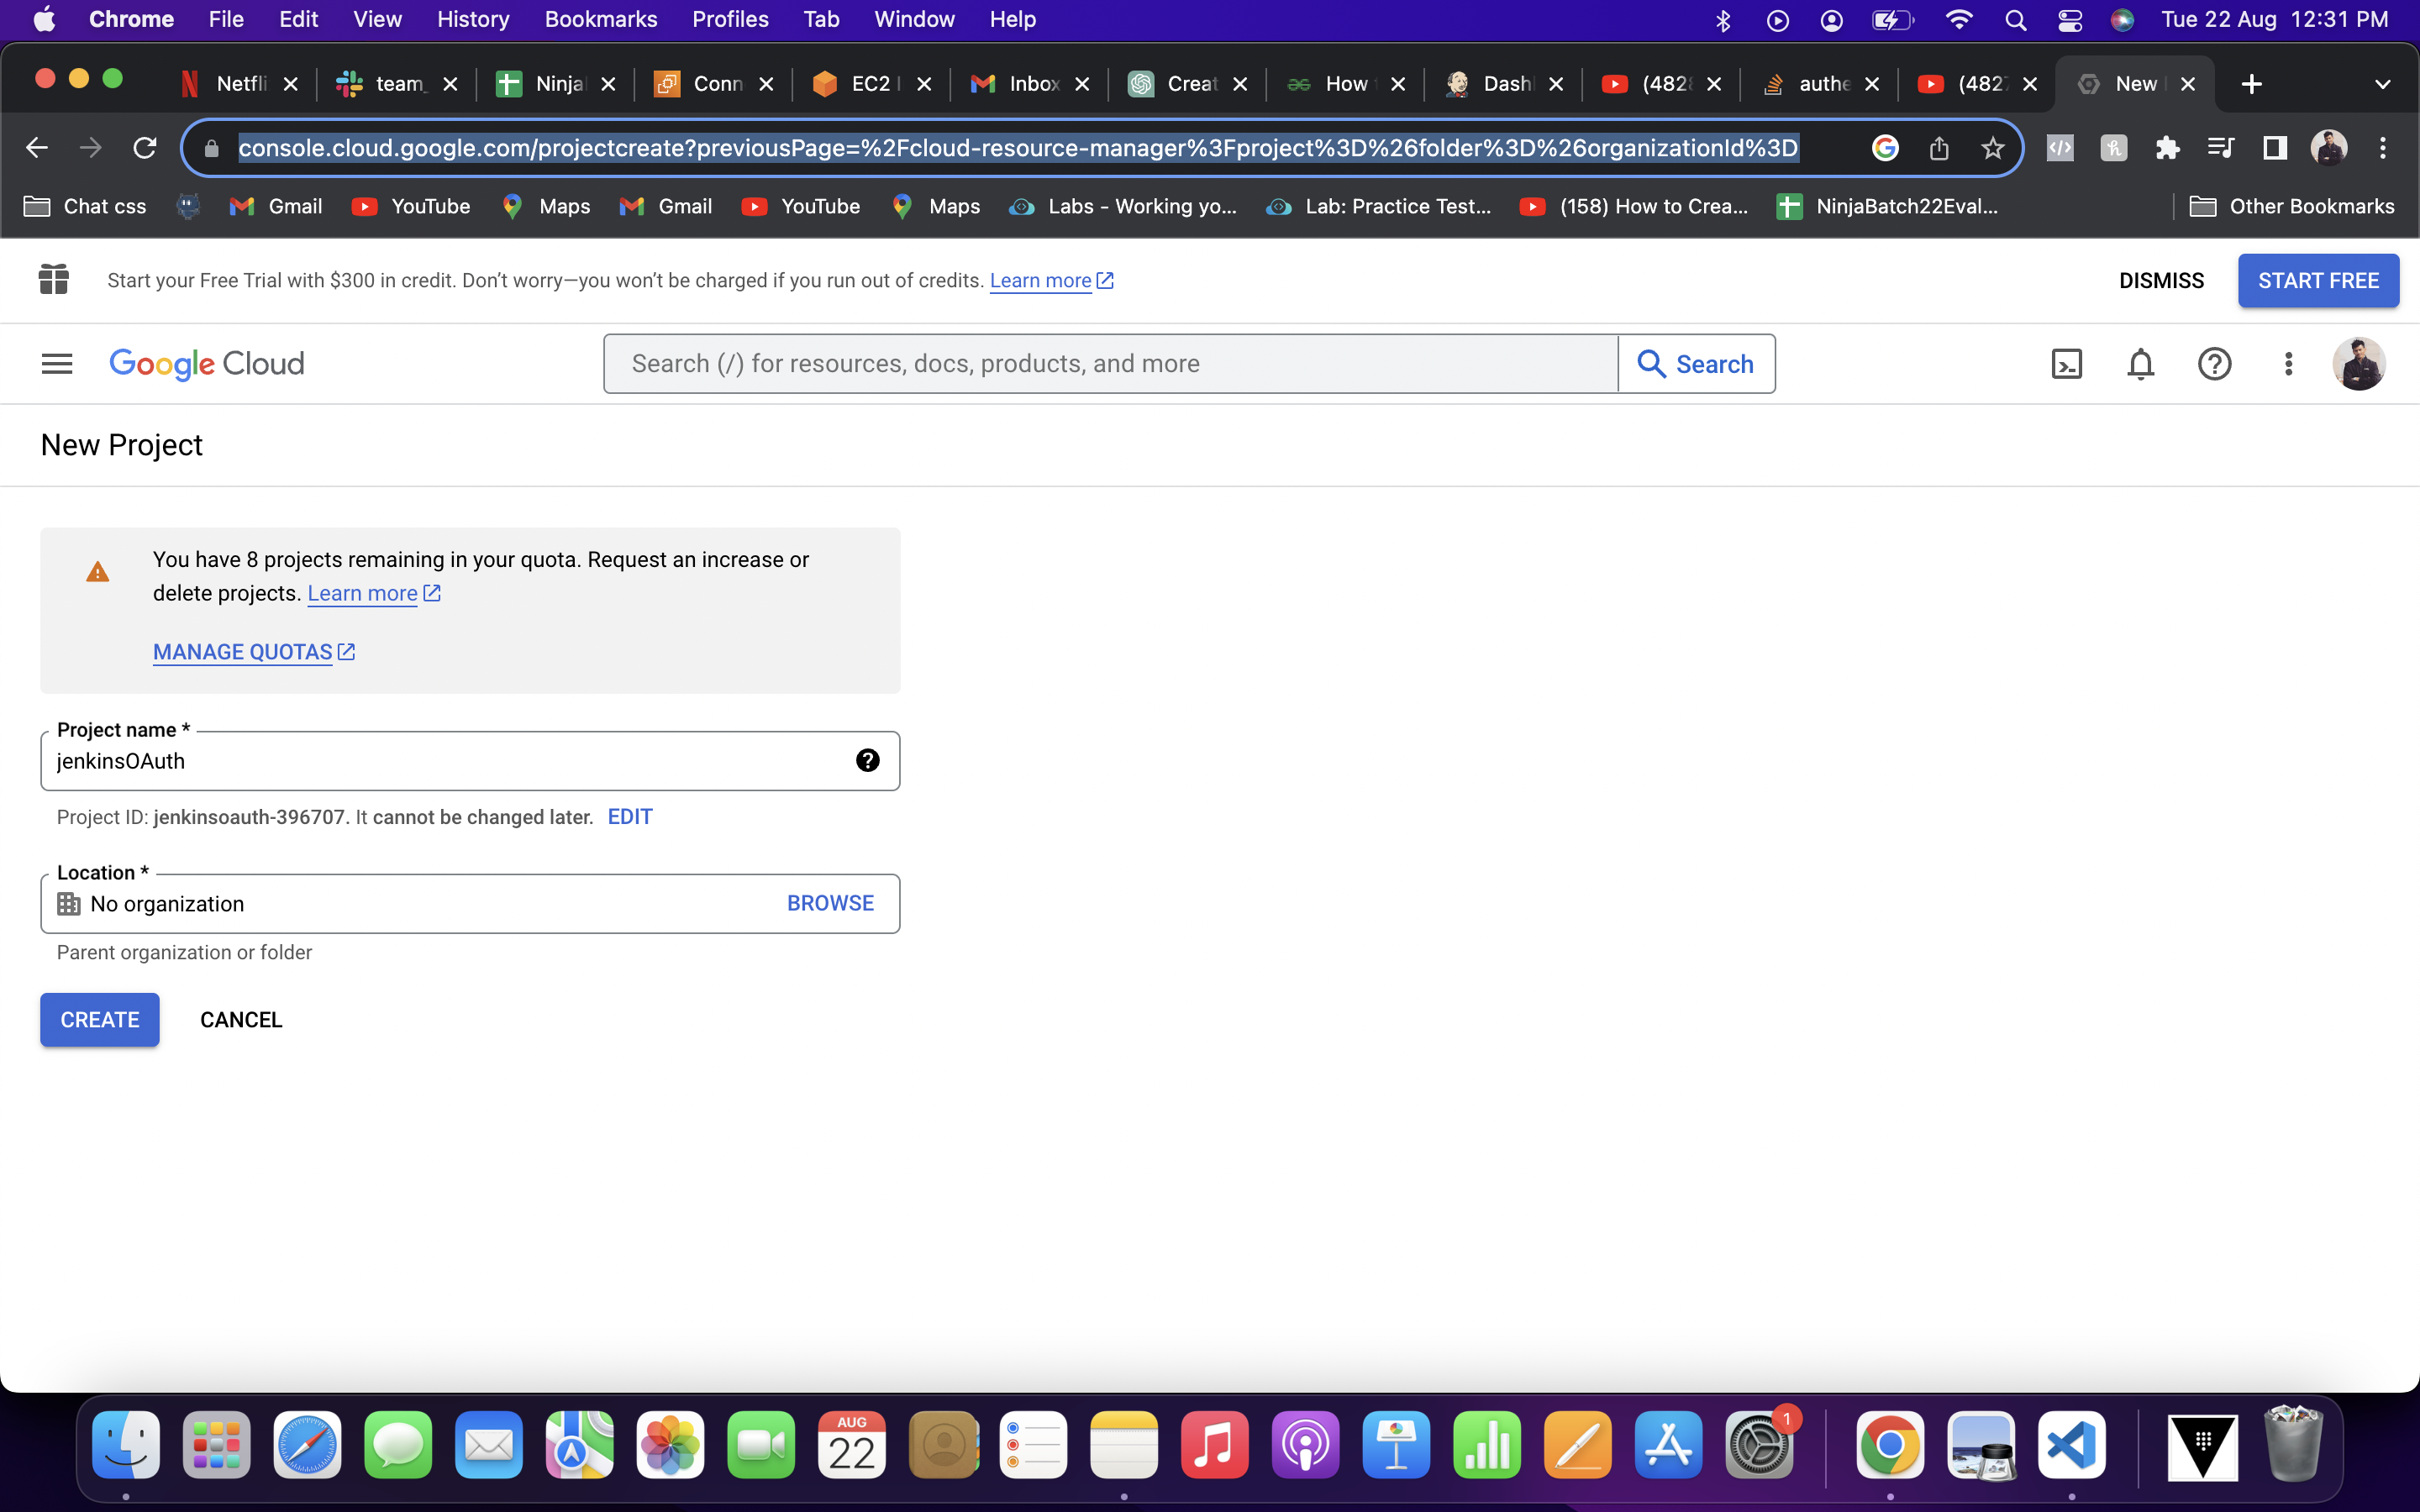 Chrome File Edit View History Bookmarks Profiles Tab Window Help Tue 22 Aug 12:31 PM
Netfli team_ Ninja Conn EC2 I Inbox Creat How Dash (482 authe (482 New
console.cloud.google.com/projectcreate?previousPage=%2Fcloud-resource-manager%3Fproject%3D%26folder%3D%26organizationId%3D
Chat css Gmail YouTube Maps Gmail YouTube Maps Labs - Working yo... Lab: Practice Test... (158) How to Crea... NinjaBatch22Eval... Other Bookmarks
Start your Free Trial with $300 in credit. Don’t worry—you won’t be charged if you run out of credits. Learn more DISMISS START FREE
Google Cloud Search (/) for resources, docs, products, and more Search
New Project
You have 8 projects remaining in your quota. Request an increase or
delete projects. Learn more
MANAGE QUOTAS
Project name *
jenkinsOAuth
Project ID: jenkinsoauth-396707. It cannot be changed later. EDIT
Location *
No organization BROWSE
Parent organization or folder
CREATE CANCEL
AUG
22
1